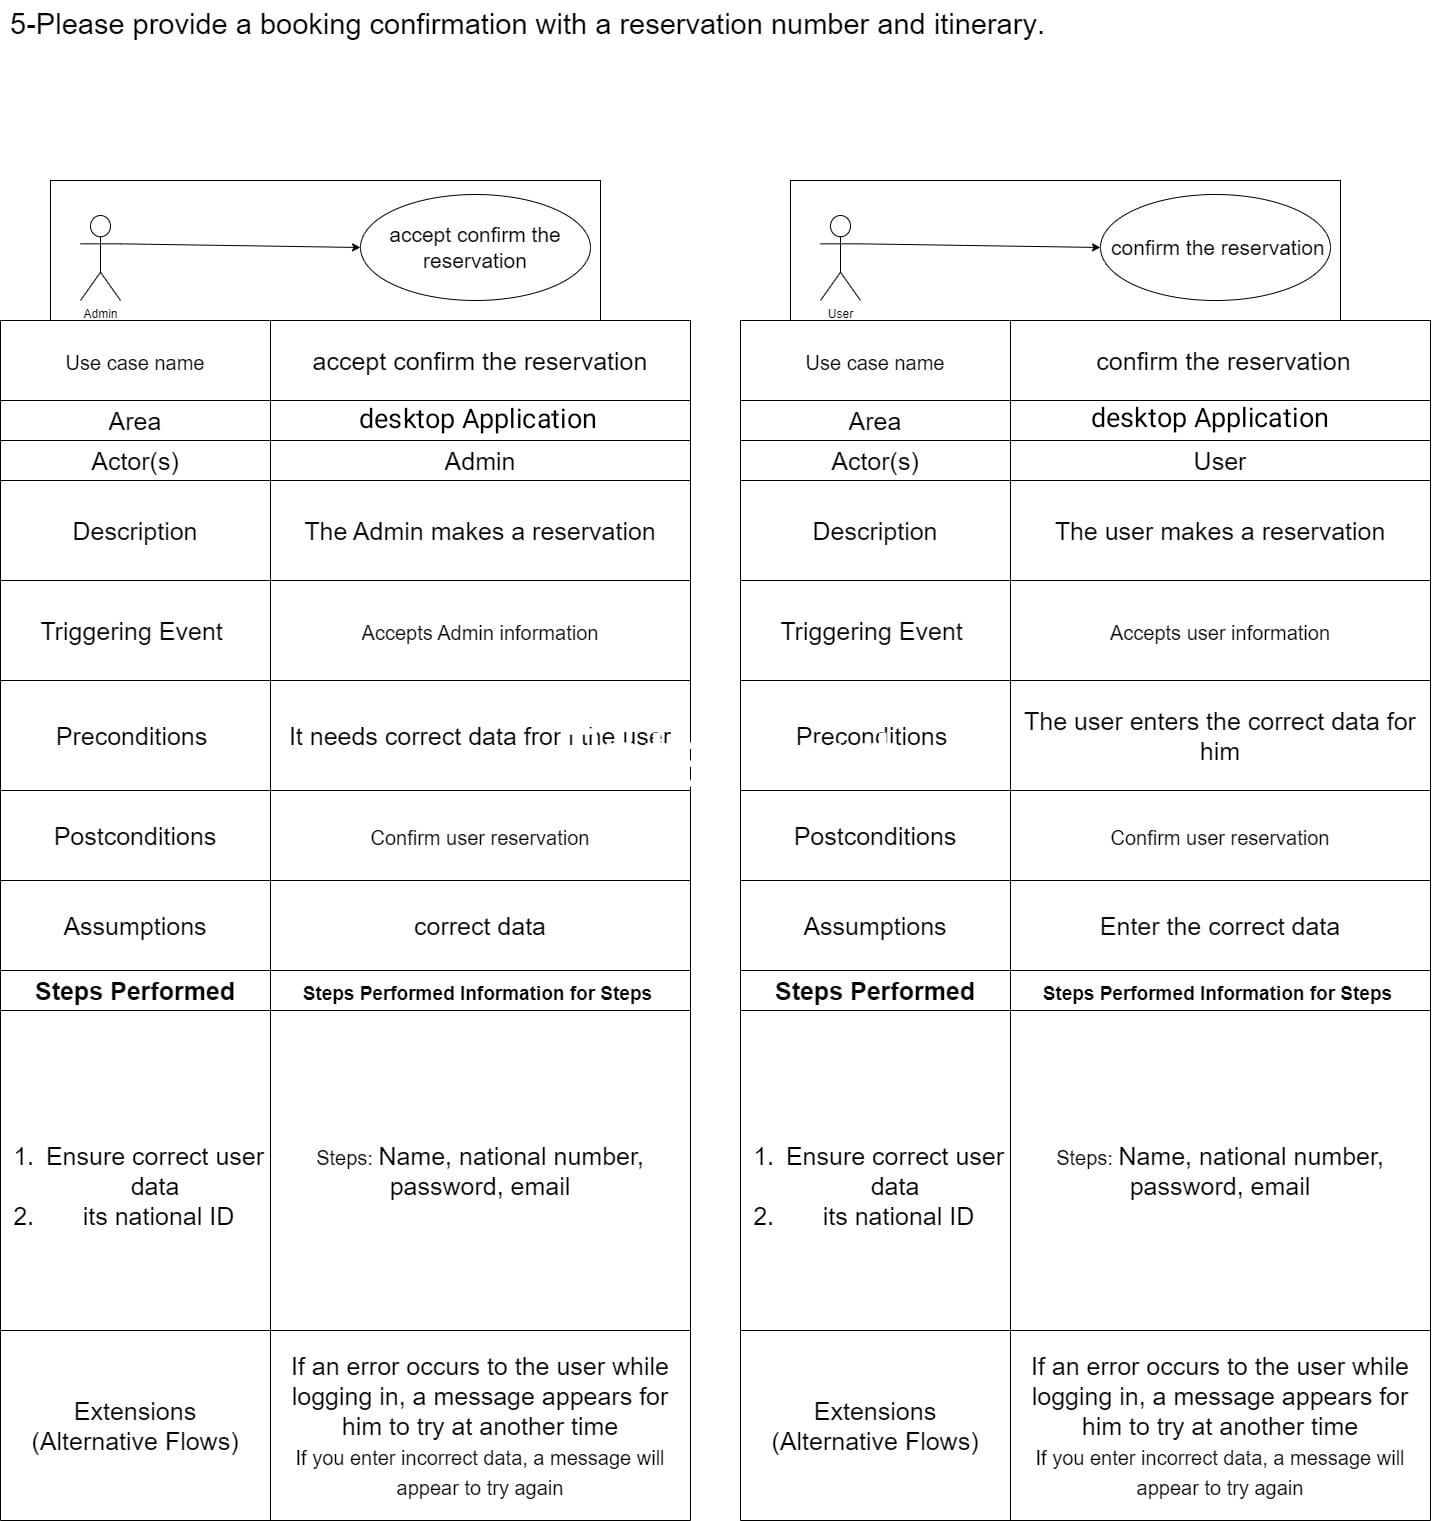 5-Please provide a booking confirmation with a reservation number and itinerary.
accept confirm the
reservation
Admin
Use case name
accept confirm the reservation
Area
desktop Application
Actor(s)
Admin
Description
The Admin makes a reservation
Triggering Event
Accepts Admin information
Preconditions
It needs correct data from the user
Postconditions
Confirm user reservation
Assumptions
correct data
Steps Performed
Steps Performed Information for Steps
1. Ensure correct user
data
2. its national ID
Steps: Name, national number,
password, email
Extensions
(Alternative Flows)
If an error occurs to the user while
logging in, a message appears for
him to try at another time
If you enter incorrect data, a message will
appear to try again
confirm the reservation
User
Use case name
confirm the reservation
Area
desktop Application
Actor(s)
User
Description
The user makes a reservation
Triggering Event
Accepts user information
Preconditions
The user enters the correct data for
him
Postconditions
Confirm user reservation
Assumptions
Enter the correct data
Steps Performed
Steps Performed Information for Steps
1. Ensure correct user
data
2. its national ID
Steps: Name, national number,
password, email
Extensions
(Alternative Flows)
If an error occurs to the user while
logging in, a message appears for
him to try at another time
If you enter incorrect data, a message will
appear to try again